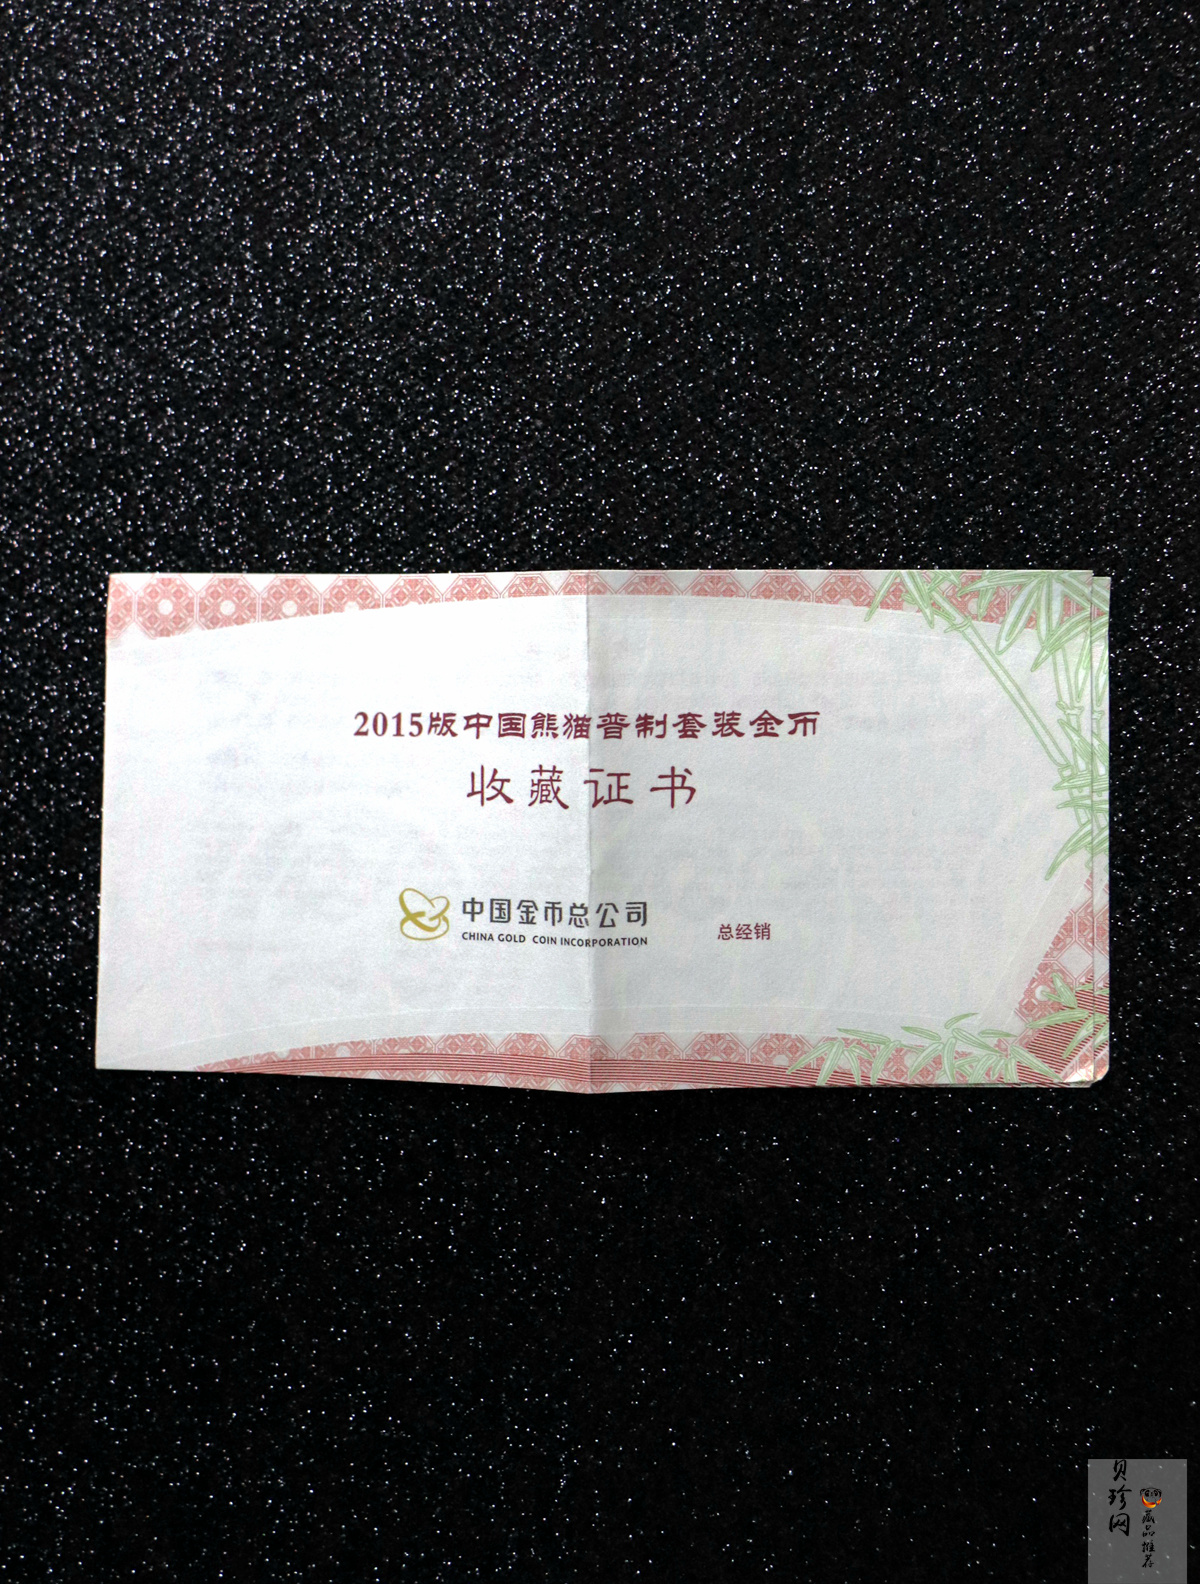 2015版中国熊猫普制套装金币
收藏证书
中国金币总公司
CHINA GOLD COIN INCORPORATION
总经销
贝珍网
藏品推荐